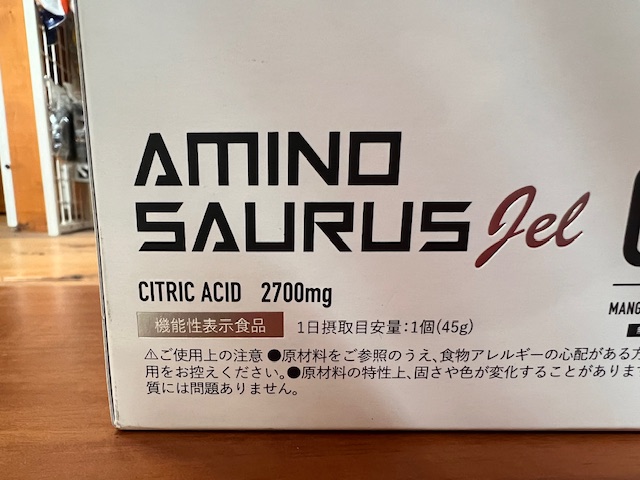 AMINO
SAURUS Jel
CITRIC ACID 2700mg
機能性表示食品 1日摂取目安量:1個(45g)
⚠ご使用上の注意 ●原材料をご参照のうえ、食物アレルギーの心配がある方
用をお控えください。●原材料の特性上、固さや色が変化することがありま
質には問題ありません。
MANG